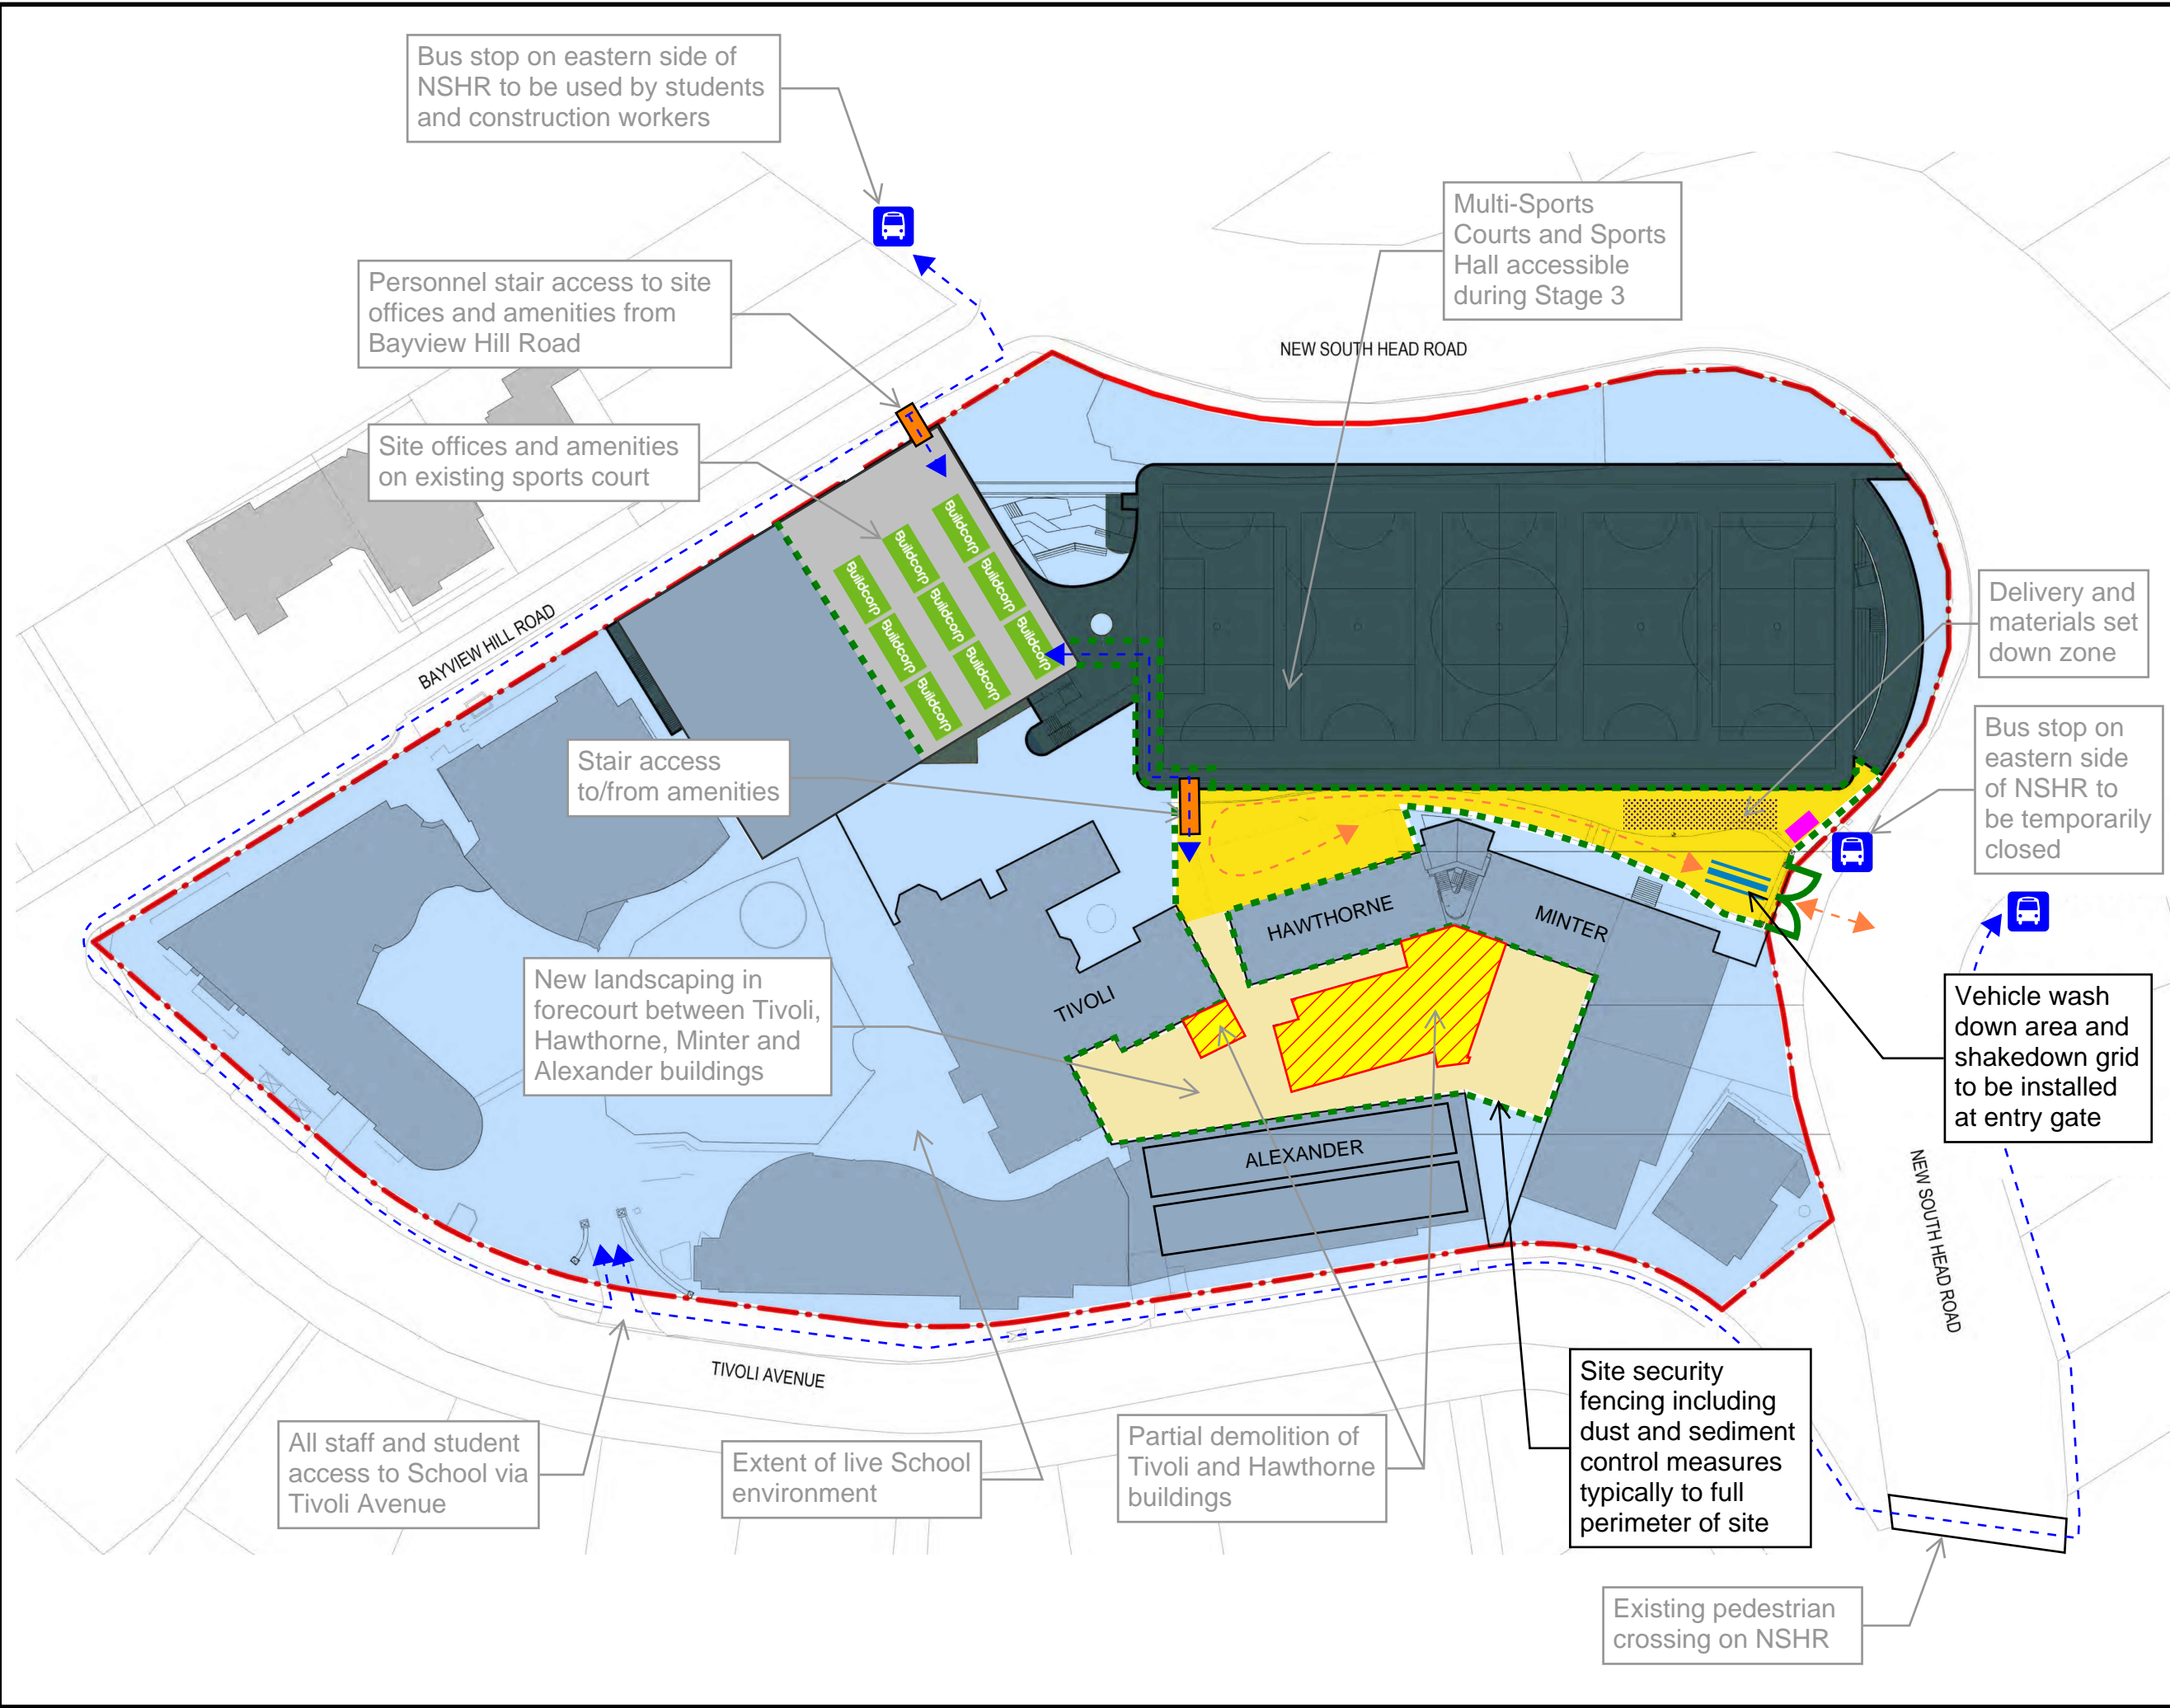 Bus stop on eastern side of
NSHR to be used by students
and construction workers
Multi-Sports
Courts and Sports
Hall accessible
during Stage 3
Personnel stair access to site
offices and amenities from
Bayview Hill Road
NEW SOUTH HEAD ROAD
Site offices and amenities
on existing sports court
Buildcorp
Buildcorp
Buildcorp
Buildcorp
Buildcorp
Buildcorp
Buildcorp
Buildcorp
Buildcorp
Delivery and
materials set
down zone
BAYVIEW HILL ROAD
Bus stop on
eastern side
of NSHR to
be temporarily
closed
Stair access
to/from amenities
HAWTHORNE
MINTER
New landscaping in
forecourt between Tivoli,
Hawthorne, Minter and
Alexander buildings
TIVOLI
Vehicle wash
down area and
shakedown grid
to be installed
at entry gate
ALEXANDER
NEW SOUTH HEAD ROAD
TIVOLI AVENUE
Site security
fencing including
dust and sediment
control measures
typically to full
perimeter of site
All staff and student
access to School via
Tivoli Avenue
Extent of live School
environment
Partial demolition of
Tivoli and Hawthorne
buildings
Existing pedestrian
crossing on NSHR